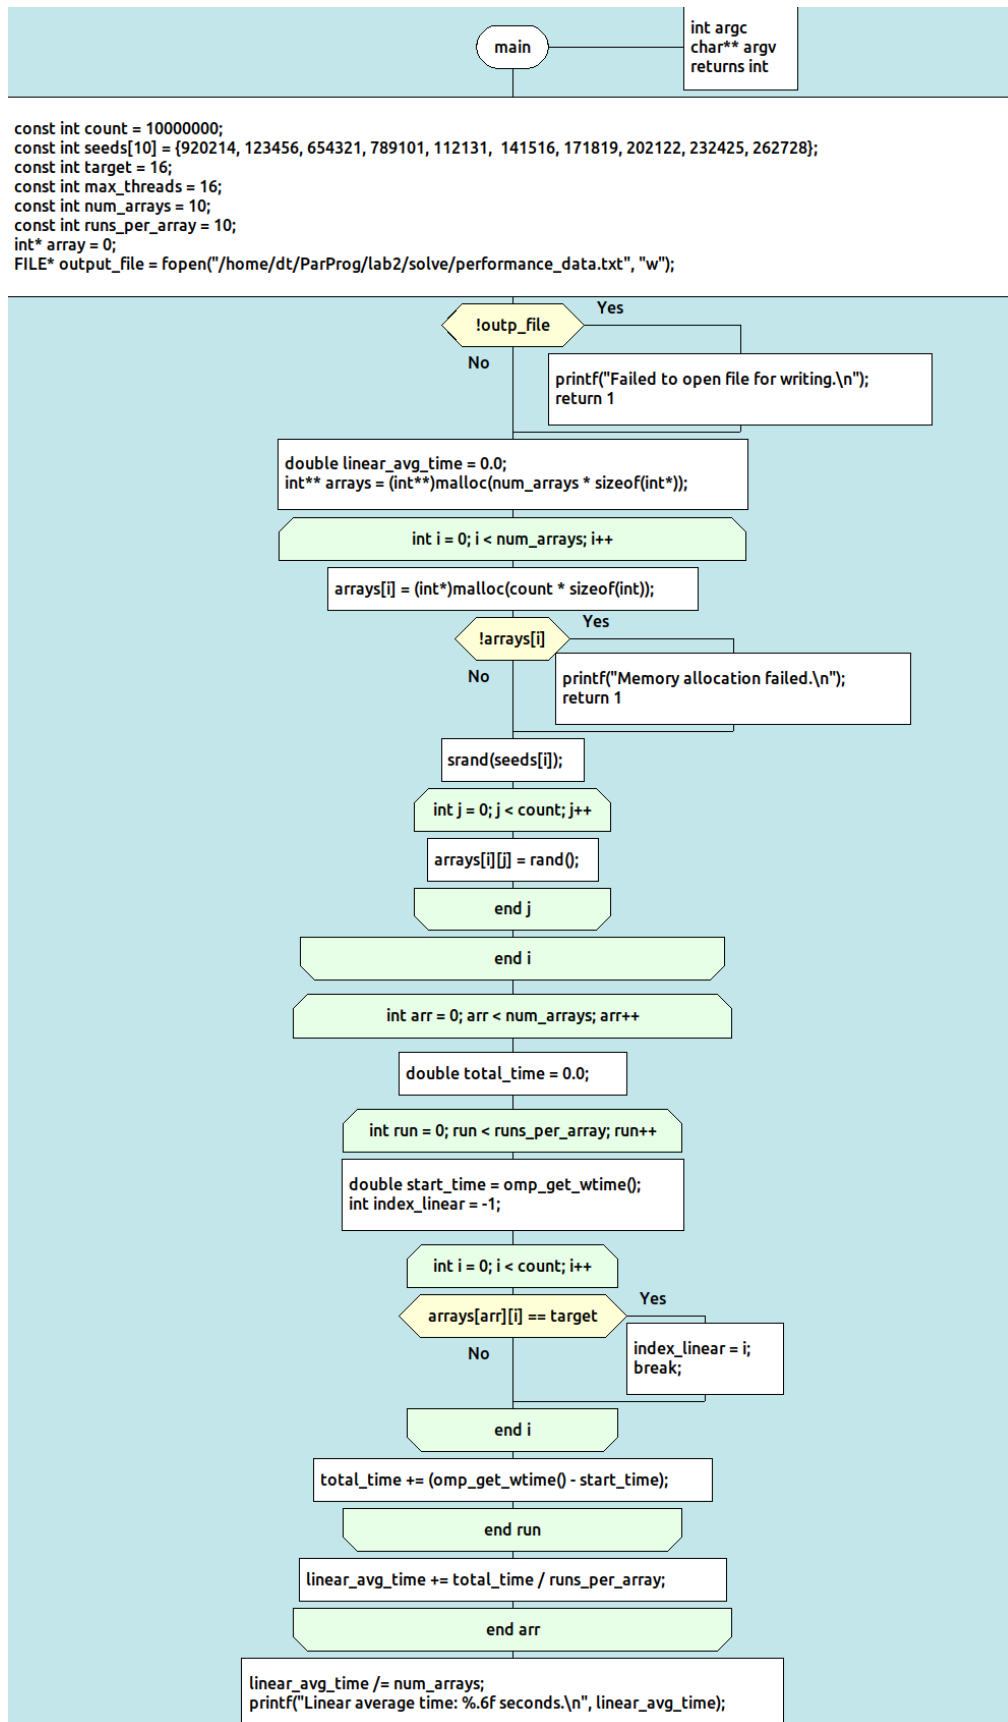 main
int argc
char** argv
returns int
const int count = 10000000;
const int seeds[10] = {920214, 123456, 654321, 789101, 112131,  141516, 171819, 202122, 232425, 262728};
const int target = 16;
const int max_threads = 16;
const int num_arrays = 10;
const int runs_per_array = 10;
int* array = 0;
FILE* output_file = fopen("/home/dt/ParProg/lab2/solve/performance_data.txt", "w");
!outp_file
Yes
No
printf("Failed to open file for writing.\n");
return 1
double linear_avg_time = 0.0;
int** arrays = (int**)malloc(num_arrays * sizeof(int*));
int i = 0; i < num_arrays; i++
arrays[i] = (int*)malloc(count * sizeof(int));
!arrays[i]
Yes
No
printf("Memory allocation failed.\n");
return 1
srand(seeds[i]);
int j = 0; j < count; j++
arrays[i][j] = rand();
end j
end i
int arr = 0; arr < num_arrays; arr++
double total_time = 0.0;
int run = 0; run < runs_per_array; run++
double start_time = omp_get_wtime();
int index_linear = -1;
int i = 0; i < count; i++
arrays[arr][i] == target
Yes
No
index_linear = i;
break;
end i
total_time += (omp_get_wtime() - start_time);
end run
linear_avg_time += total_time / runs_per_array;
end arr
linear_avg_time /= num_arrays;
printf("Linear average time: %.6f seconds.\n", linear_avg_time);